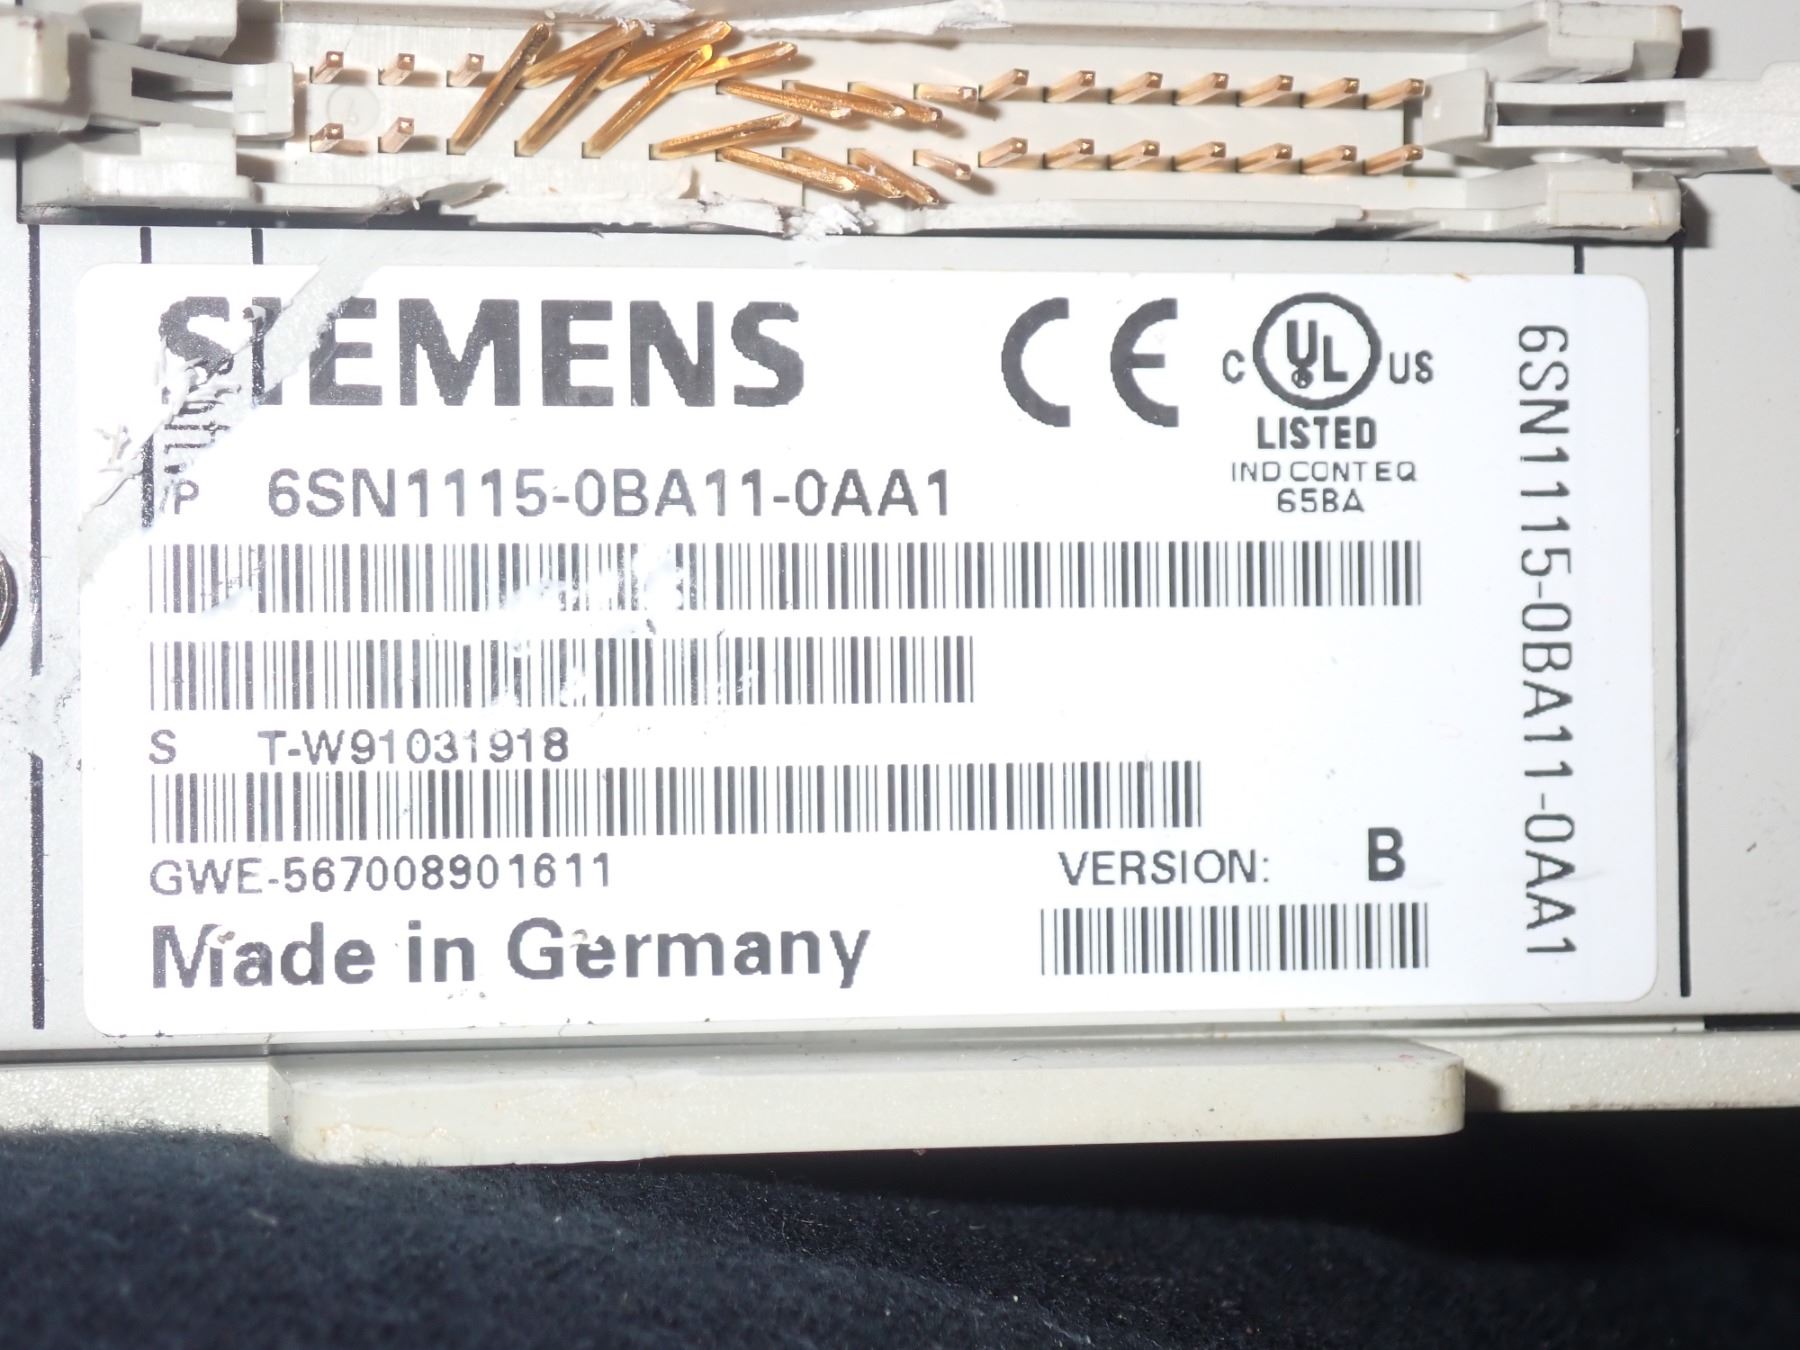 SIEMENS
CE
C UL US
LISTED
IND CONT EQ
65BA
P 6SN1115-0BA11-0AA1
S T-W91031918
GWE-567008901611
VERSION: B
Made in Germany
6SN1115-0BA11-0AA1